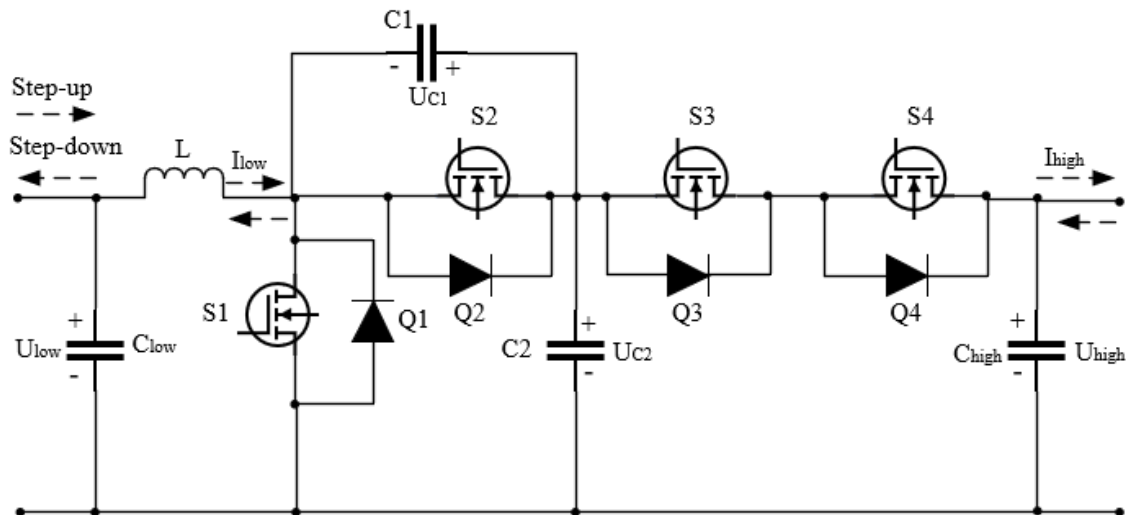 C1
- +
UC1
Step-up
Step-down
L
Ilow
S2
S3
S4
Ihigh
S1
Q1
Q2
Q3
Q4
+
Ulow
Clow
-
C2
+
UC2
-
+
Chigh
Uhigh
-